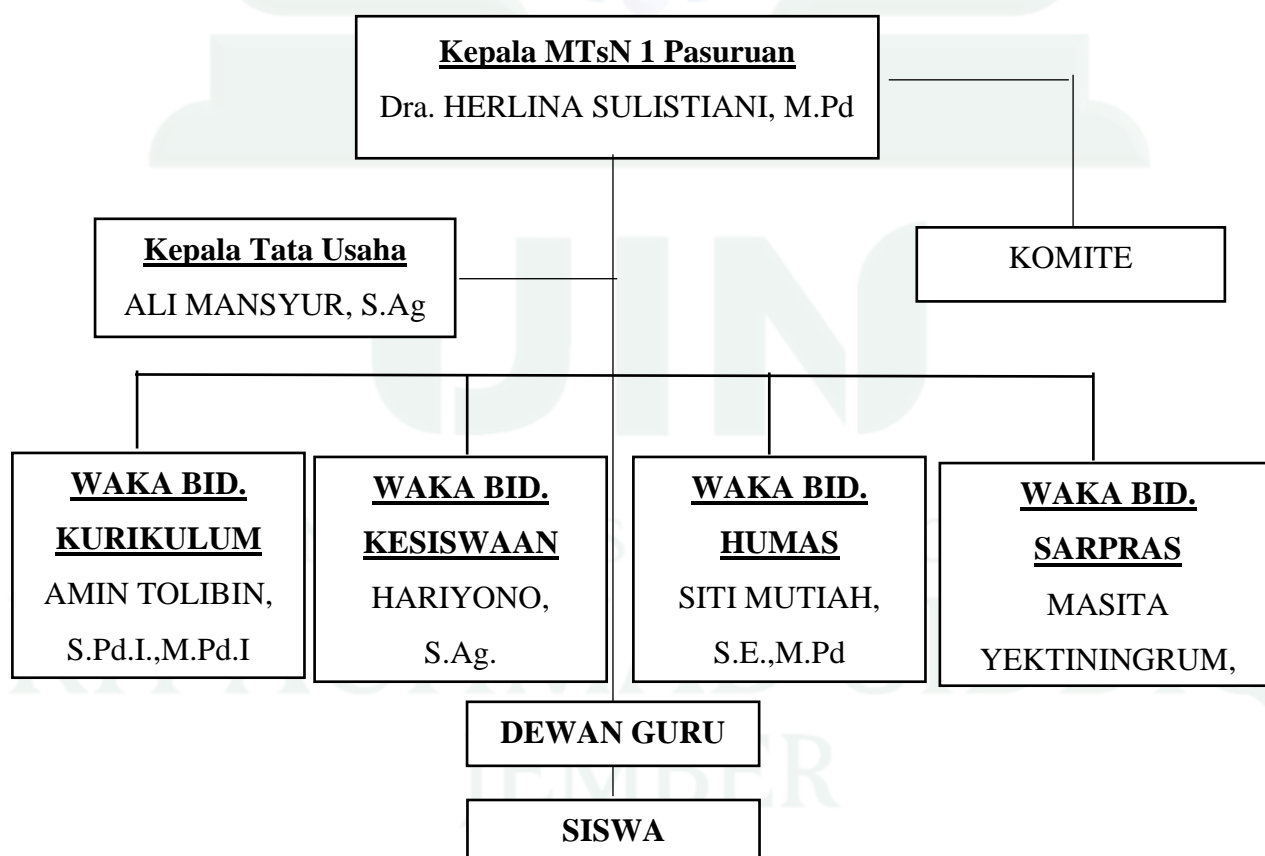 Kepala MTsN 1 Pasuruan
Dra. HERLINA SULISTIANI, M.Pd
Kepala Tata Usaha
ALI MANSYUR, S.Ag
KOMITE
WAKA BID.
KURIKULUM
AMIN TOLIBIN,
S.Pd.I.,M.Pd.I
WAKA BID.
KESISWAAN
HARIYONO,
S.Ag.
WAKA BID.
HUMAS
SITI MUTIAH,
S.E.,M.Pd
WAKA BID.
SARPRAS
MASITA
YEKTININGRUM,
DEWAN GURU
SISWA
UIN
JEMBER